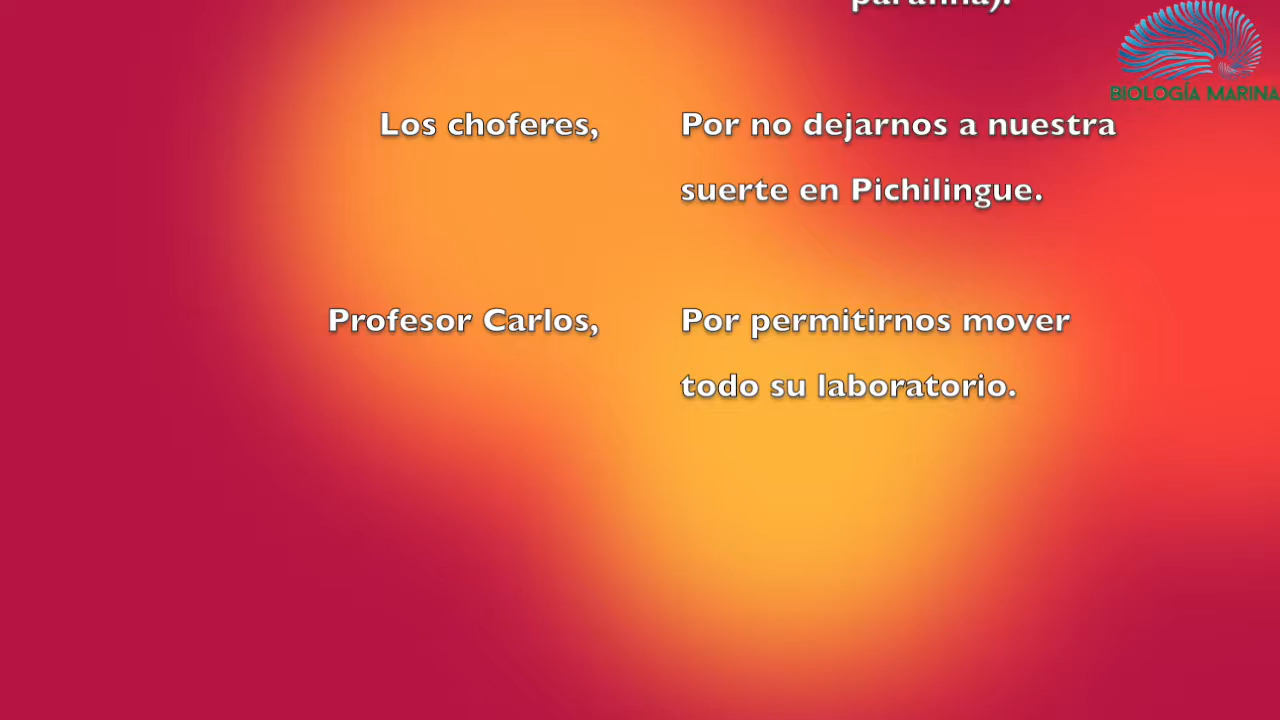 parafina).
BIOLOGÍA MARINA
Los choferes, Por no dejarnos a nuestra
suerte en Pichilingue.
Profesor Carlos, Por permitirnos mover
todo su laboratorio.